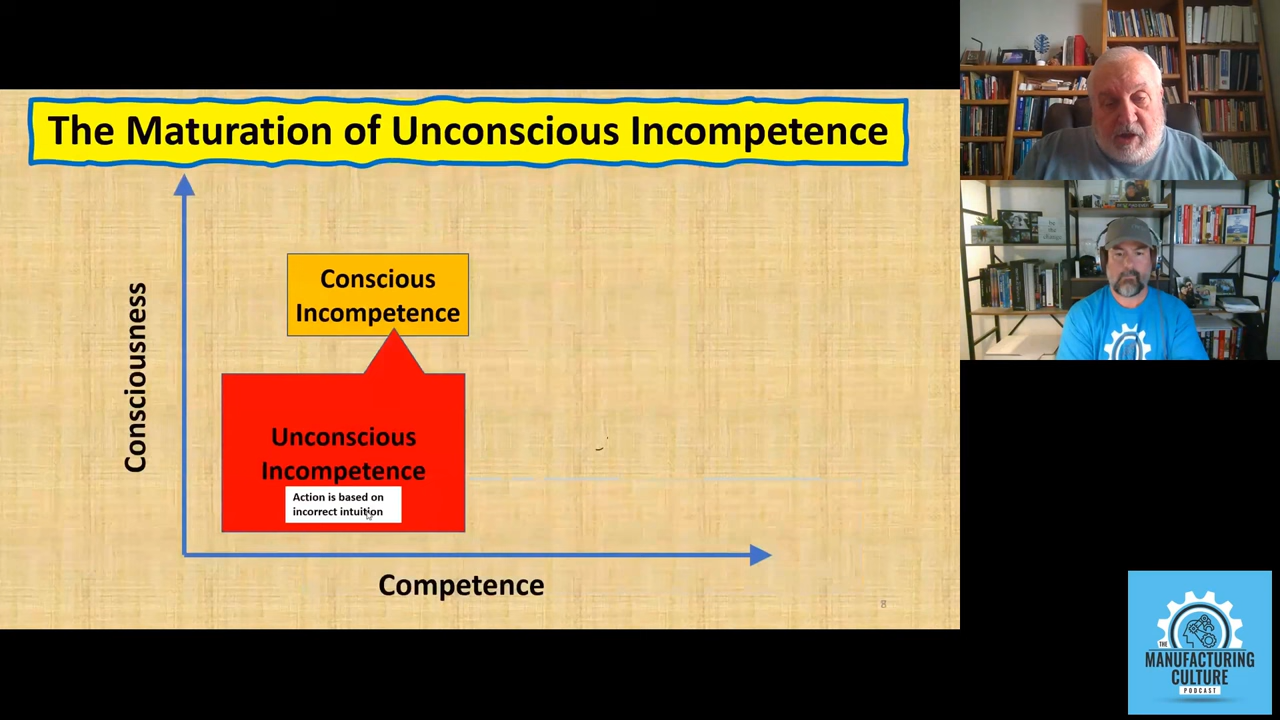 The Maturation of Unconscious Incompetence
Consciousness
Conscious
Incompetence
Unconscious
Incompetence
Action is based on
incorrect intuition
Competence
8
THE
MANUFACTURING
CULTURE
PODCAST